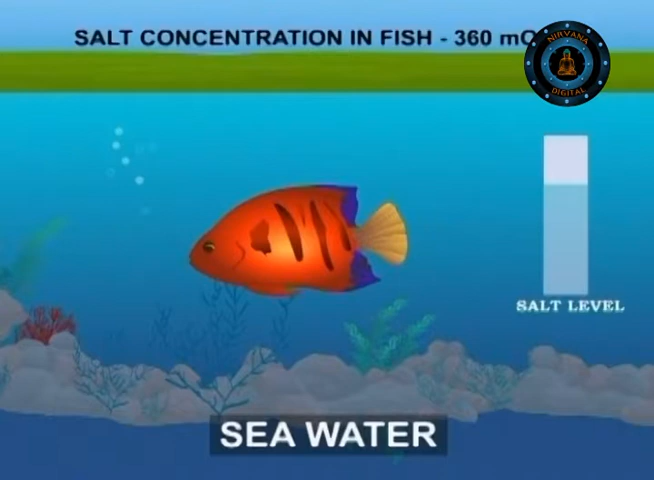 SALT CONCENTRATION IN FISH - 360
NIRVANA
DIGITAL
SALT LEVEL
SEA WATER